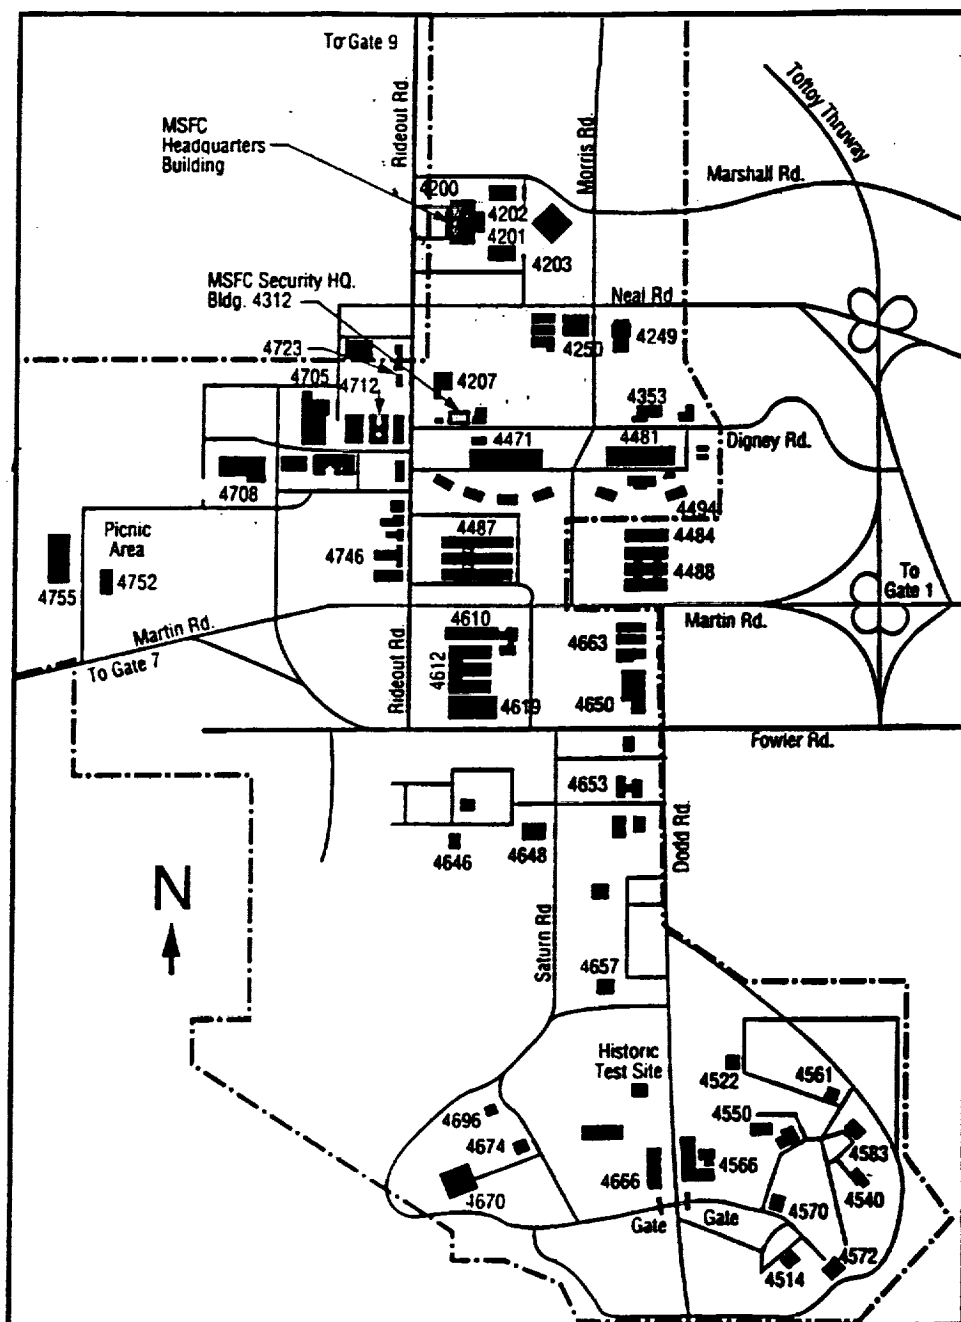 To Gate 9
Rideout Rd.
Toftoy Thruway
MSFC
Headquarters
Building
Morris Rd.
Marshall Rd.
4200
4202
4201
4203
MSFC Security HQ.
Bldg. 4312
Neal Rd
4723
4250
4249
4705
4712
4207
4353
4471
4481
Digney Rd.
4708
4494
Picnic
Area
4487
4484
4746
4488
4755
4752
To
Gate 1
Martin Rd.
To Gate 7
Rideout Rd.
4610
4612
4619
4663
4650
Martin Rd.
Fowler Rd.
4653
4646
4648
Dodd Rd.
N
Saturn Rd
4657
Historic
Test Site
4522
4561
4550
4696
4674
4583
4566
4666
4540
4670
4570
Gate
Gate
4572
4514